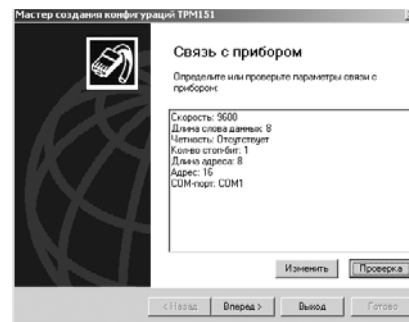 Мастер создания конфигураций ТРМ151
Связь с прибором
Определите или проверьте параметры связи с
прибором:
Скорость: 9600
Длина слова данных: 8
Четность: Отсутствует
Кол-во стоп-бит: 1
Длина адреса: 8
Адрес: 16
COM-порт: COM1
Изменить
Проверка
< Назад
Вперед >
Выход
Готово